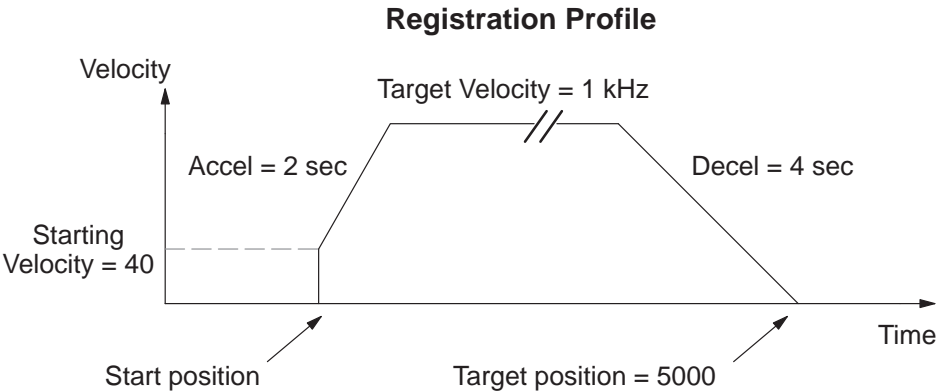 Registration Profile
Velocity
Target Velocity = 1 kHz
Accel = 2 sec
Decel = 4 sec
Starting
Velocity = 40
Time
Start position
Target position = 5000